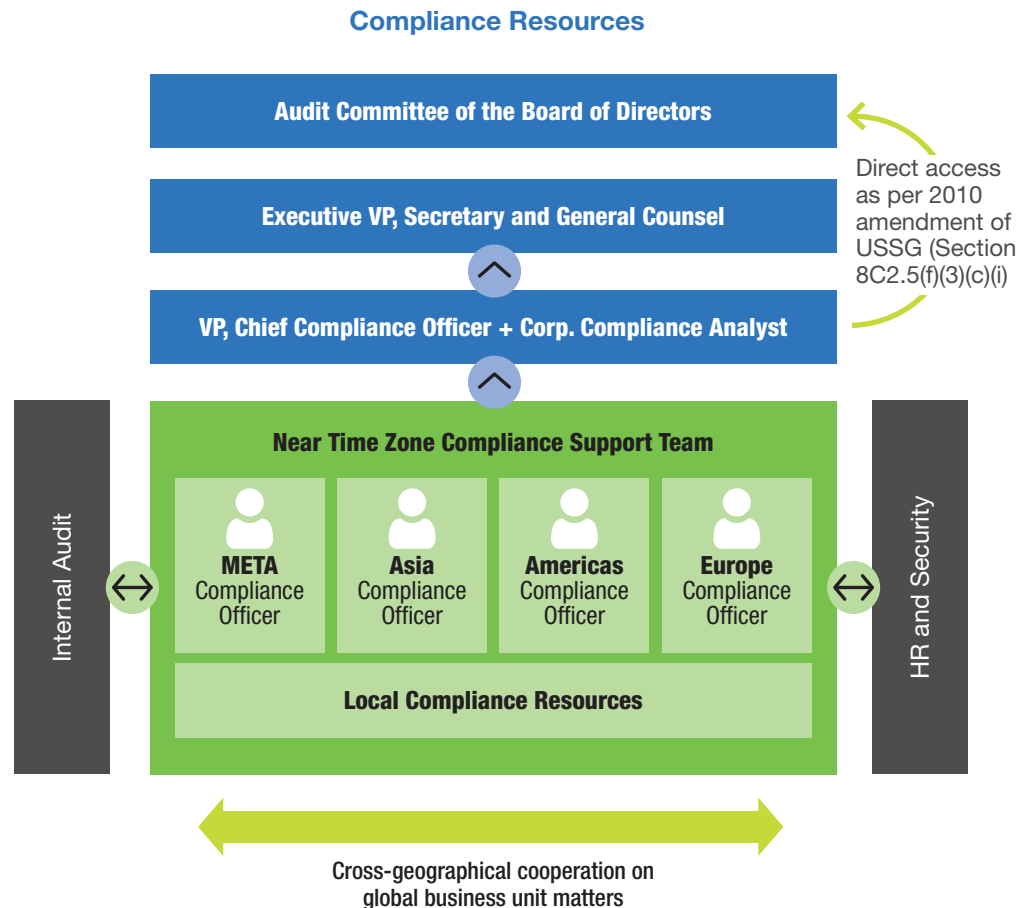 Compliance Resources
Audit Committee of the Board of Directors
Direct access
as per 2010
amendment of
USSG (Section
8C2.5(f)(3)(c)(i)
Executive VP, Secretary and General Counsel
VP, Chief Compliance Officer + Corp. Compliance Analyst
Internal Audit
Near Time Zone Compliance Support Team
META
Compliance
Officer
Asia
Compliance
Officer
Americas
Compliance
Officer
Europe
Compliance
Officer
Local Compliance Resources
HR and Security
Cross-geographical cooperation on
global business unit matters